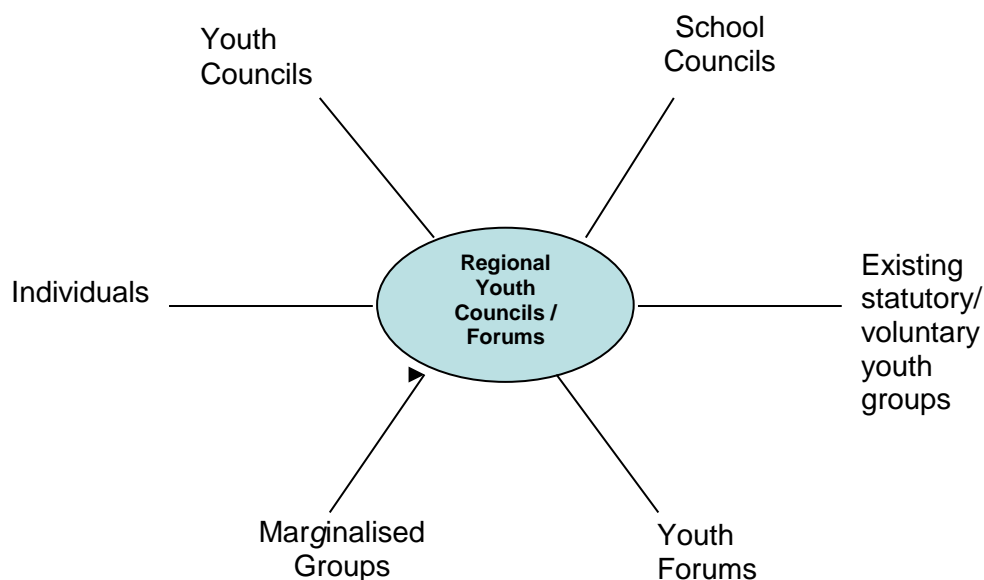 Youth
Councils
School
Councils
Individuals
Regional
Youth
Councils /
Forums
Existing
statutory/
voluntary
youth
groups
Marginalised
Groups
Youth
Forums